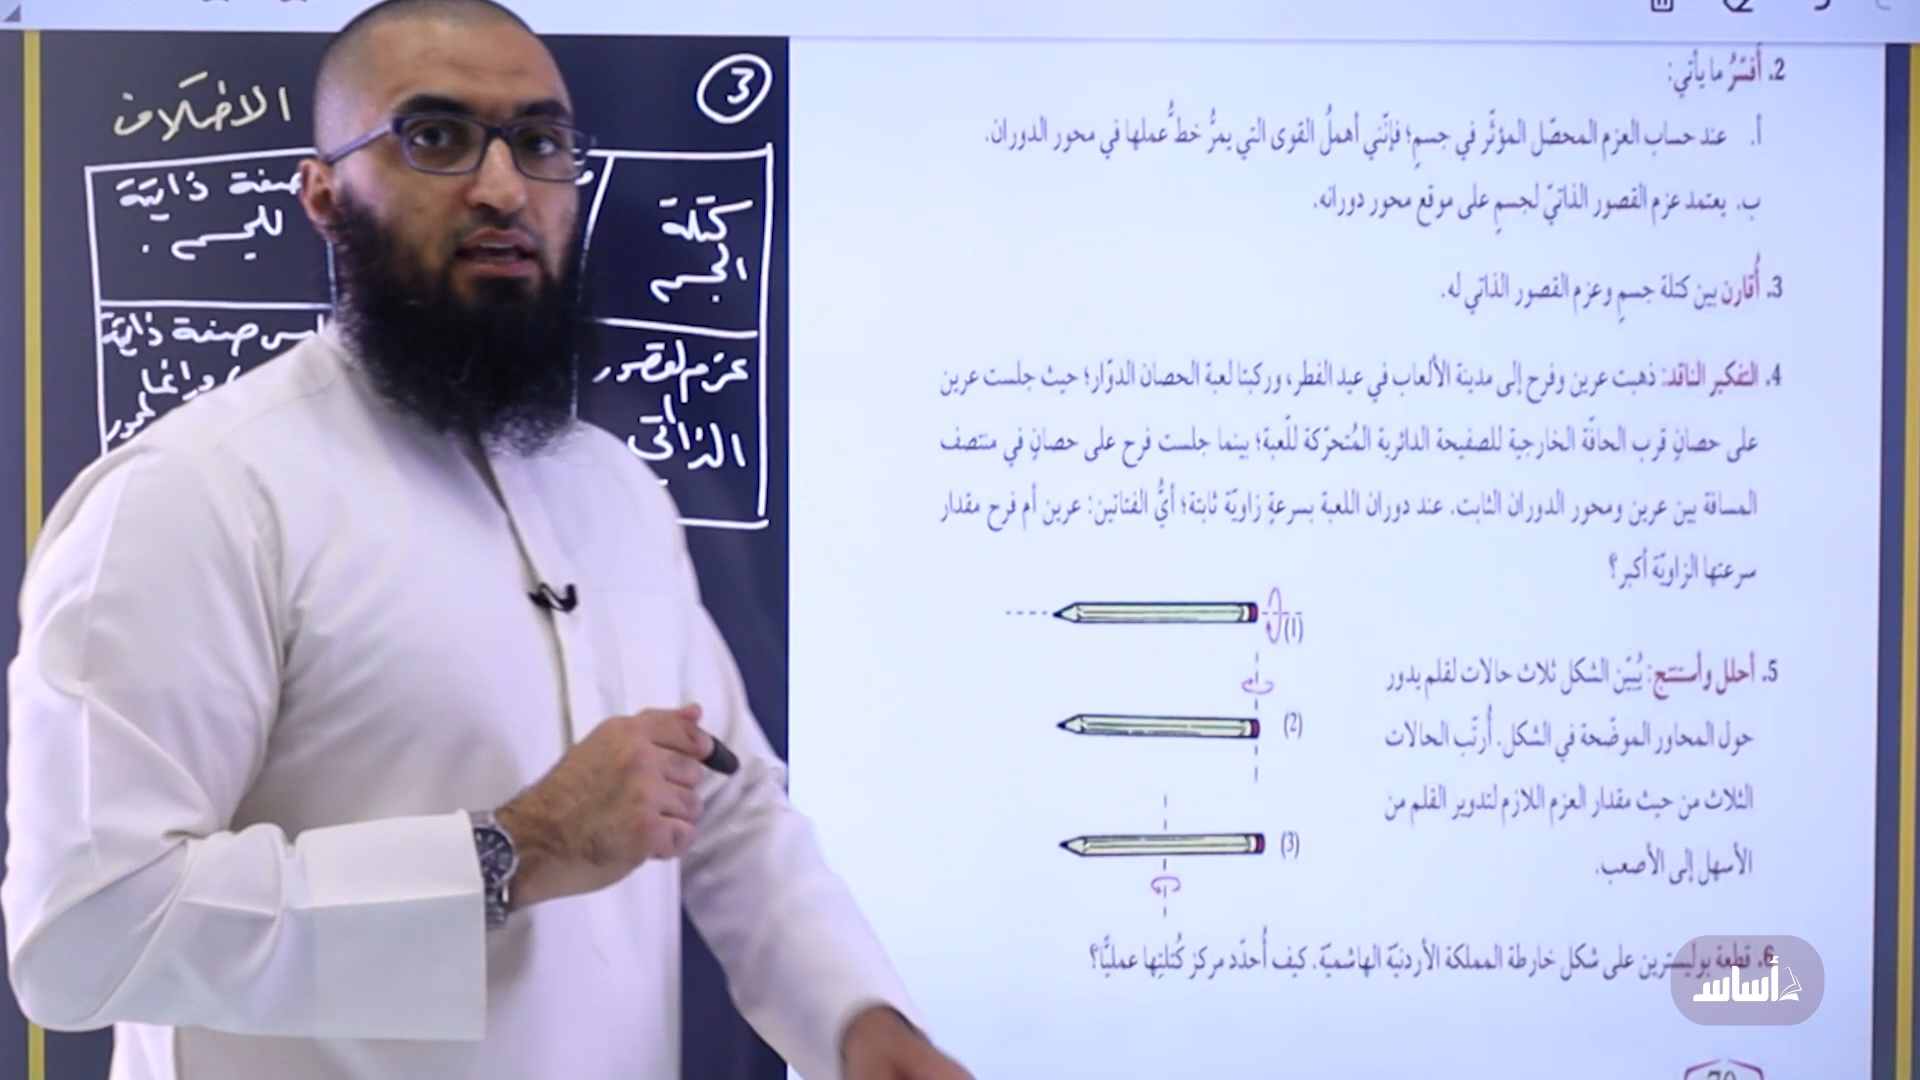 2. أُفسّرُ ما يأتي:
أ. عند حساب العزم المحصّل المؤثّر في جسمٍ؛ فإنّني أهملُ القوى التي يمرُّ خطُّ عملها في محور الدوران.
ب. يعتمد عزم القصور الذاتيّ لجسمٍ على موقع محور دورانه.
3. أُقارن بين كتلة جسمٍ وعزم القصور الذاتي له.
4. التفكير الناقد: ذهبت عرين وفرح إلى مدينة الألعاب في عيد الفطر، وركبتا لعبة الحصان الدوّار؛ حيث جلست عرين
على حصانٍ قرب الحافّة الخارجية للصفيحة الدائرية المُتحرّكة للّعبة؛ بينما جلست فرح على حصانٍ في منتصف
المسافة بين عرين ومحور الدوران الثابت. عند دوران اللعبة بسرعةٍ زاويّة ثابتة؛ أيُّ الفتاتين: عرين أم فرح مقدار
سرعتها الزاويّة أكبر؟
(1)
5. أحلل وأستنتج: يُبيّن الشكل ثلاث حالات لقلم يدور
حول المحاور الموضّحة في الشكل. أُرتّب الحالات
الثلاث من حيث مقدار العزم اللازم لتدوير القلم من
الأسهل إلى الأصعب.
(2)
(3)
6. قطعة بوليسترين على شكل خارطة المملكة الأردنيّة الهاشميّة. كيف أُحدّد مركز كُتلتِها عمليًّا؟
أساس
3
الاختلاف
كتلة
الجسم
صفة ذاتية
للجسم.
عزم القصور
الذاتي
صفة ذاتية